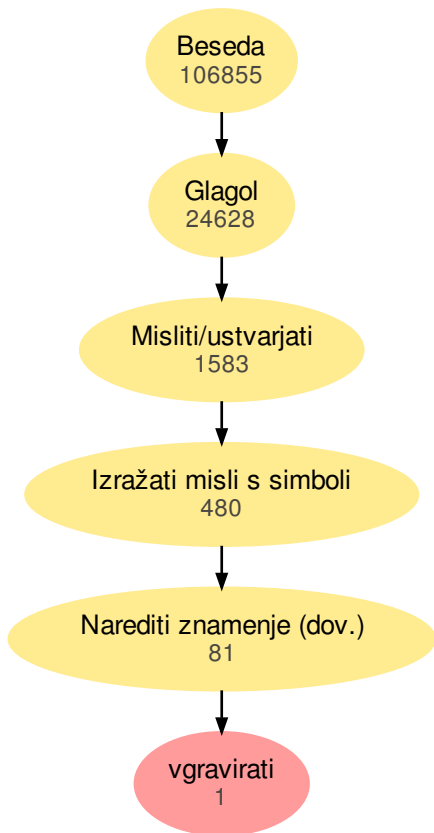 Beseda
106855
Glagol
24628
Misliti/ustvarjati
1583
Izražati misli s simboli
480
Narediti znamenje (dov.)
81
vgravirati
1